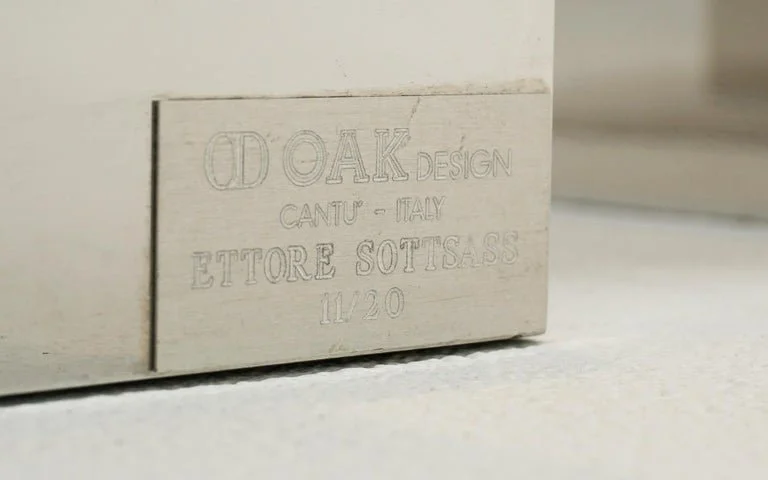 OD OAK DESIGN
CANTU' - ITALY
ETTORE SOTTSASS
11/20